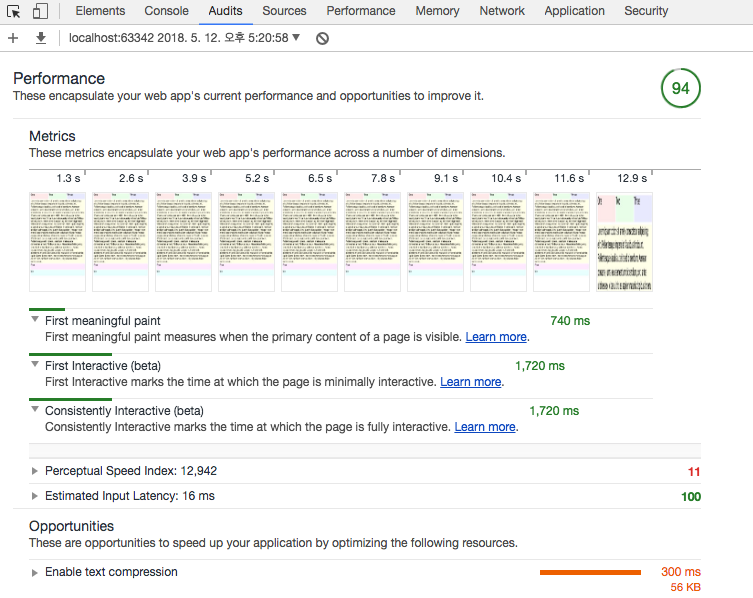 Elements Console Audits Sources Performance Memory Network Application Security
localhost:63342 2018. 5. 12. 오후 5:20:58 ▼
Performance
These encapsulate your web app's current performance and opportunities to improve it.
94
Metrics
These metrics encapsulate your web app's performance across a number of dimensions.
1.3 s 2.6 s 3.9 s 5.2 s 6.5 s 7.8 s 9.1 s 10.4 s 11.6 s 12.9 s
First meaningful paint 740 ms
First meaningful paint measures when the primary content of a page is visible. Learn more.
First Interactive (beta) 1,720 ms
First Interactive marks the time at which the page is minimally interactive. Learn more.
Consistently Interactive (beta) 1,720 ms
Consistently Interactive marks the time at which the page is fully interactive. Learn more.
Perceptual Speed Index: 12,942 11
Estimated Input Latency: 16 ms 100
Opportunities
These are opportunities to speed up your application by optimizing the following resources.
Enable text compression 300 ms
56 KB